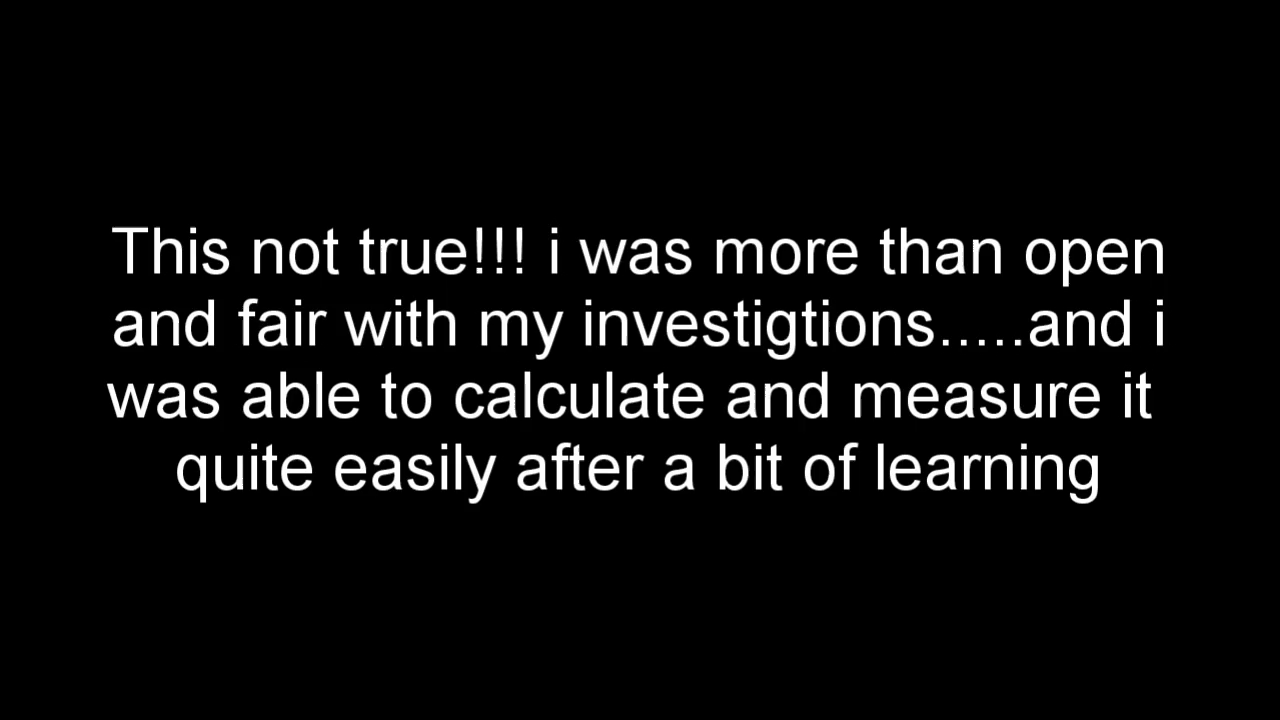 This not true!!! i was more than open
and fair with my investigtions.....and i
was able to calculate and measure it
quite easily after a bit of learning